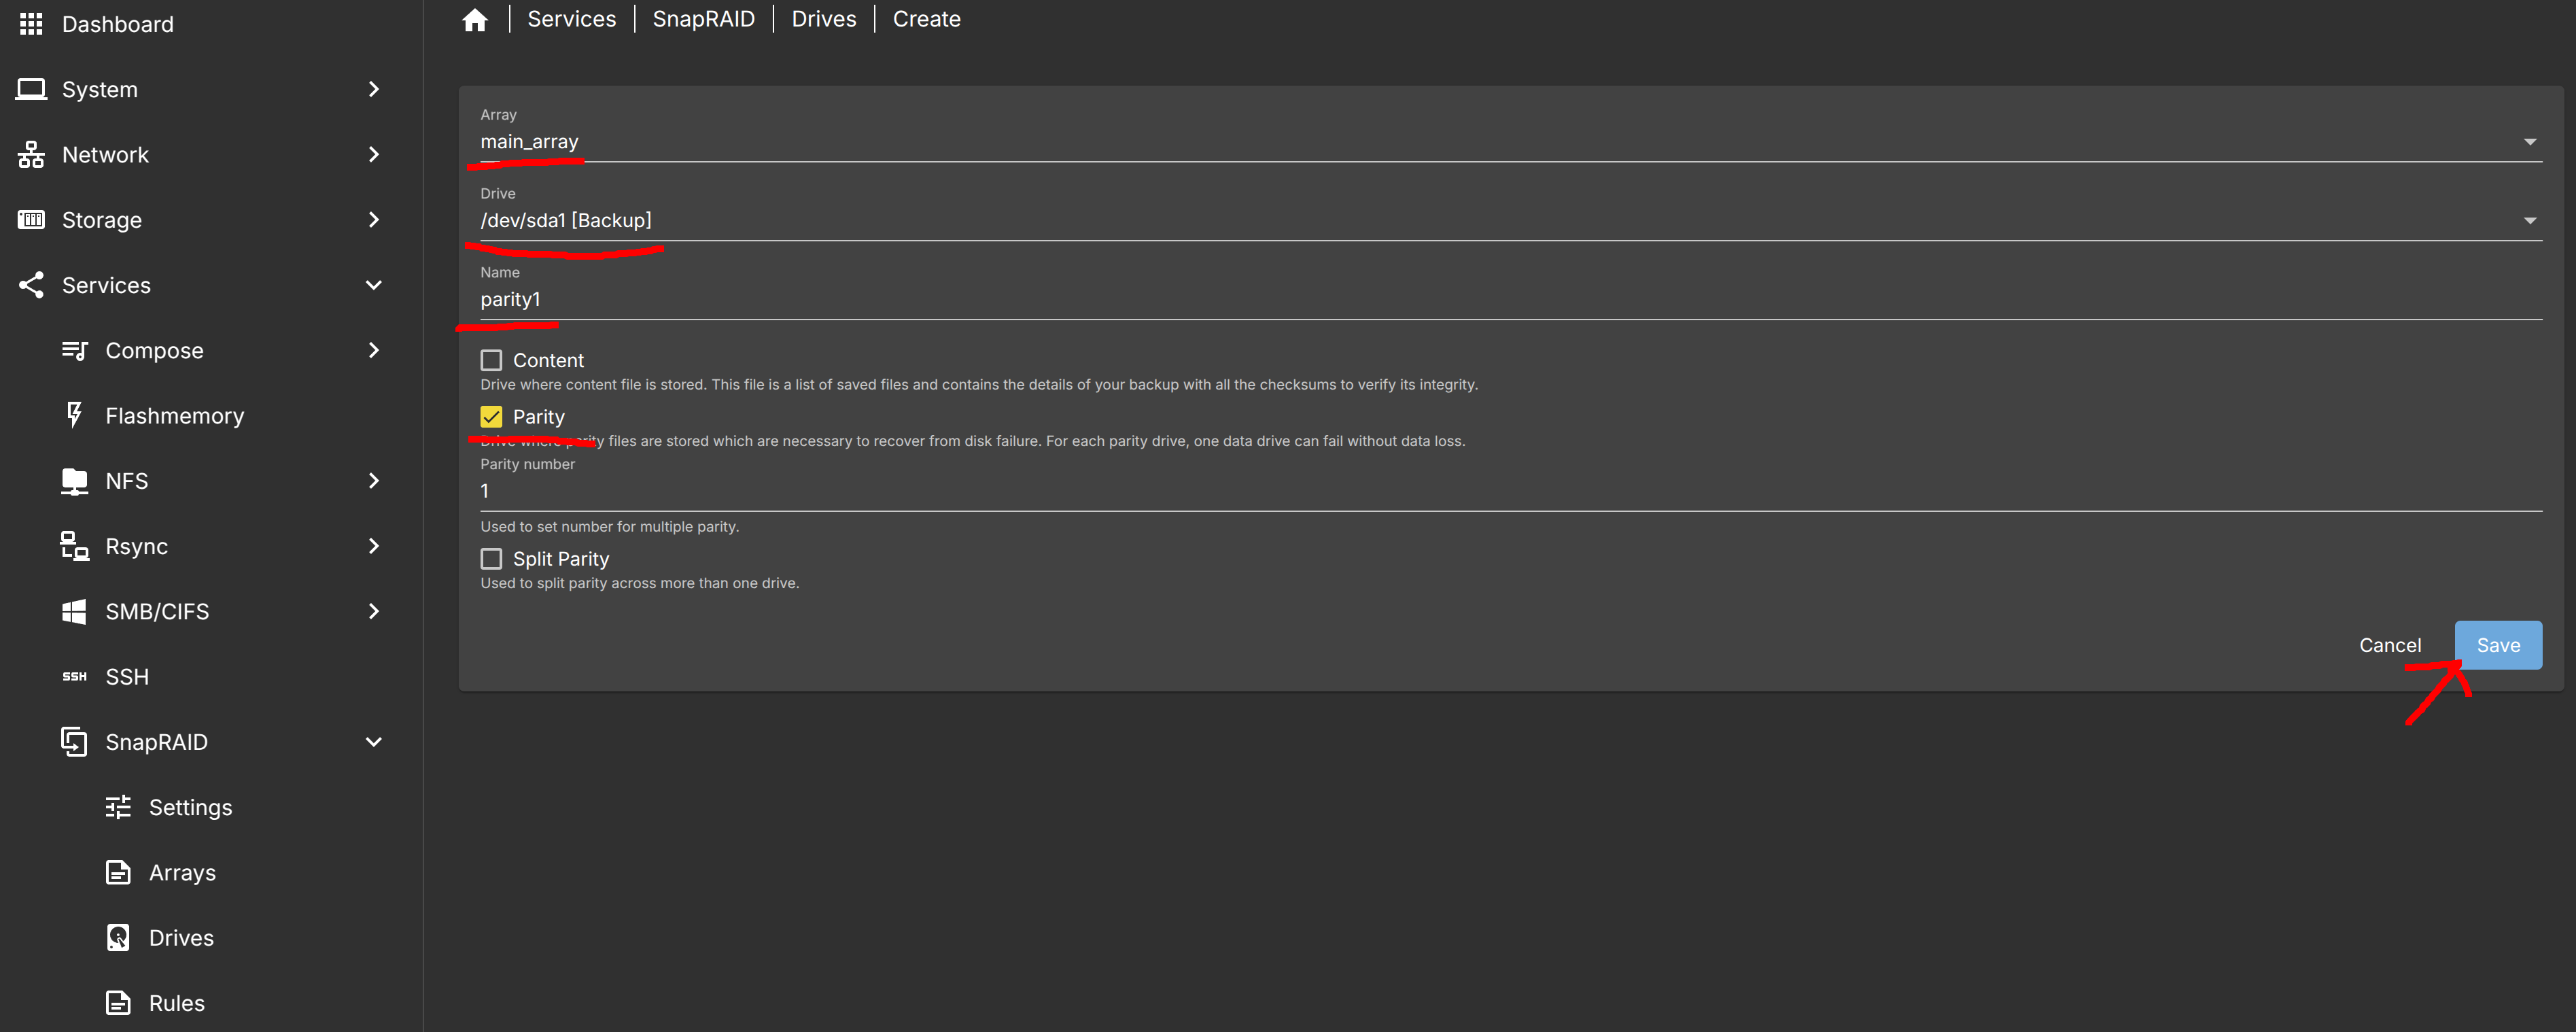 Dashboard
System
Network
Storage
Services
Compose
Flashmemory
NFS
Rsync
SMB/CIFS
SSH
SSH
SnapRAID
Settings
Arrays
Drives
Rules
Services | SnapRAID | Drives | Create
Array
main_array
Drive
/dev/sda1 [Backup]
Name
parity1
Content
Drive where content file is stored. This file is a list of saved files and contains the details of your backup with all the checksums to verify its integrity.
Parity
Drive where parity files are stored which are necessary to recover from disk failure. For each parity drive, one data drive can fail without data loss.
Parity number
1
Used to set number for multiple parity.
Split Parity
Used to split parity across more than one drive.
Cancel
Save